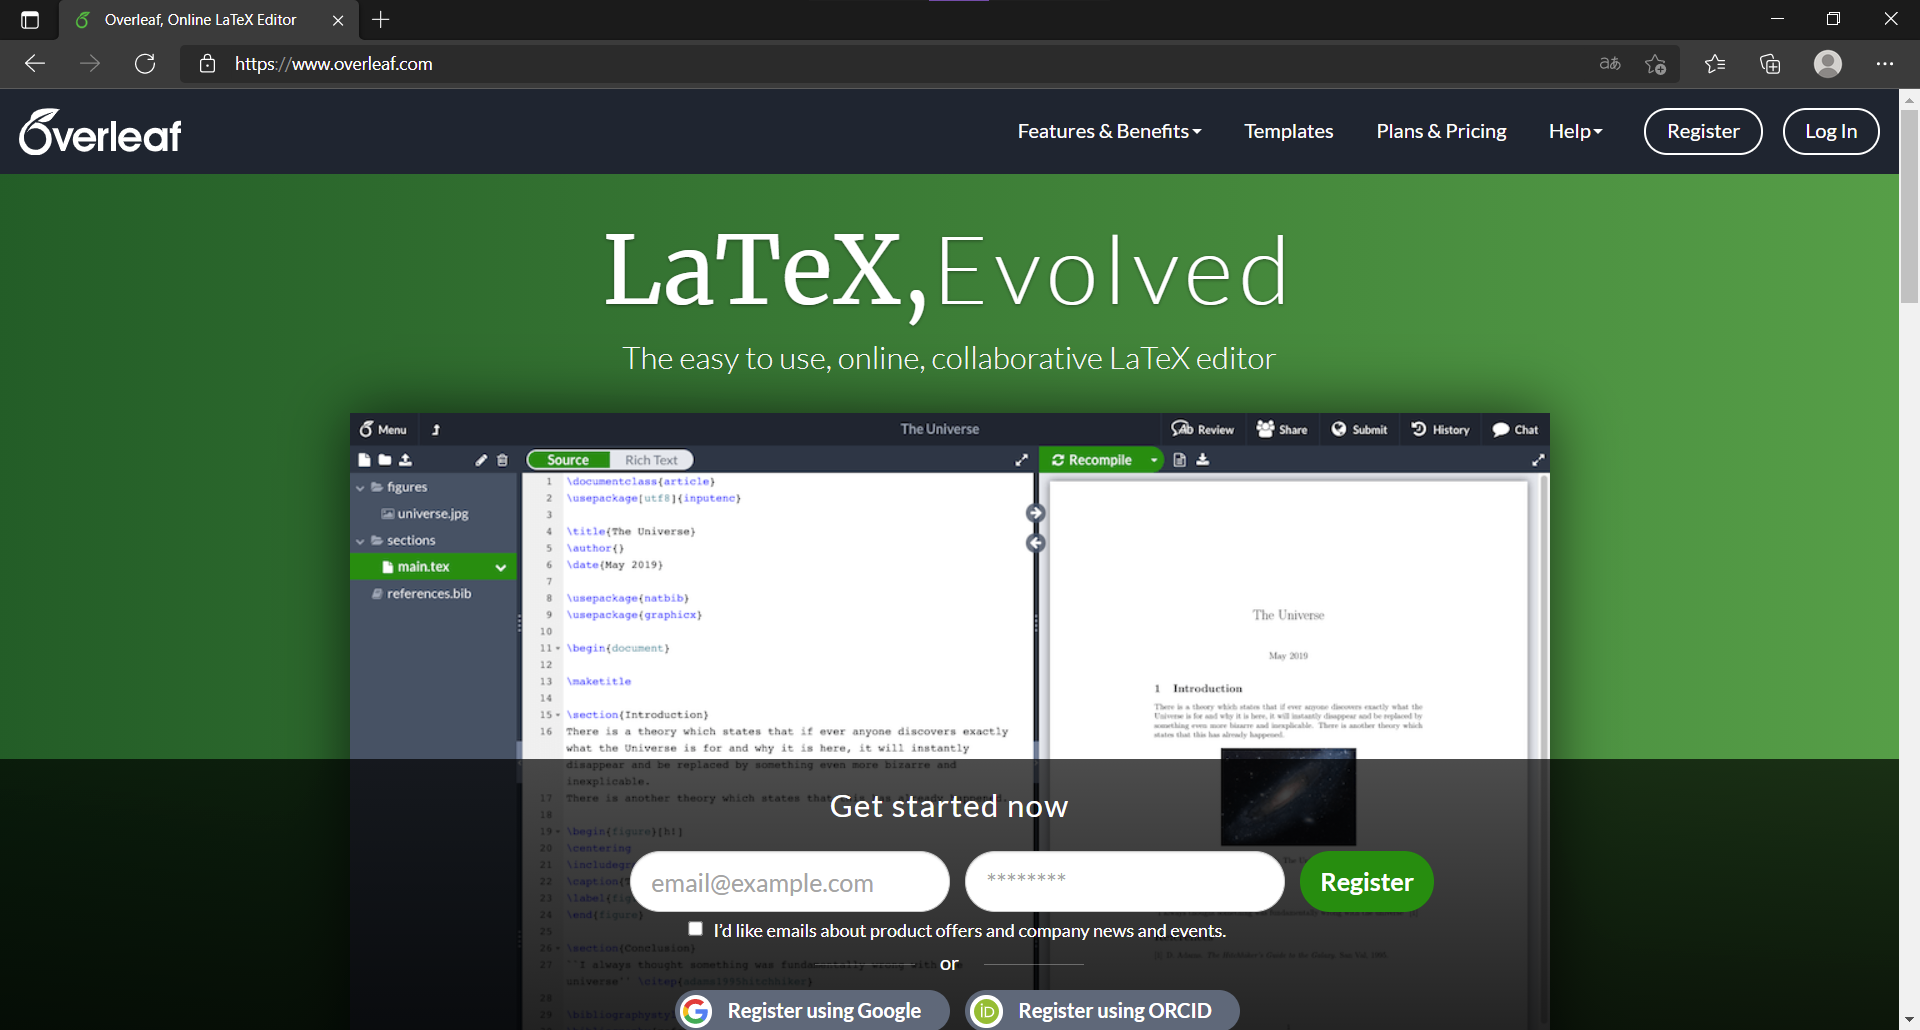 Overleaf, Online LaTeX Editor
https://www.overleaf.com
Overleaf
Features & Benefits
Templates
Plans & Pricing
Help
Register
Log In
LaTeX, Evolved
The easy to use, online, collaborative LaTeX editor
Menu
The Universe
Review
Share
Submit
History
Chat
Source
Rich Text
Recompile
figures
universe.jpg
sections
main.tex
references.bib
1 \documentclass{article}
2 \usepackage[utf8]{inputenc}
3
4 \title{The Universe}
5 \author{}
6 \date{May 2019}
7
8 \usepackage{natbib}
9 \usepackage{graphicx}
10
11 \begin{document}
12
13 \maketitle
14
15 \section{Introduction}
16 There is a theory which states that if ever anyone discovers exactly
what the Universe is for and why it is here, it will instantly
disappear and be replaced by something even more bizarre and
inexplicable.
17 There is another theory which states that this has already happened.
18
19 \begin{figure}[h!]
20 \centering
21 \includegr
22 \caption{T
23 \label{fig
24 \end{figure}
25
26 \section{Conclusion}
27 ``I always thought something was fundamentally wrong with
universe'' \citep{adams1995hitchhiker}
28
29 \bibliographysty
The Universe
May 2019
1 Introduction
There is a theory which states that if ever anyone discovers exactly what the
Universe is for and why it is here, it will instantly disappear and be replaced by
something even more bizarre and inexplicable. There is another theory which
states that this has already happened.
Get started now
email@example.com
********
Register
I'd like emails about product offers and company news and events.
or
Register using Google
iD
Register using ORCID